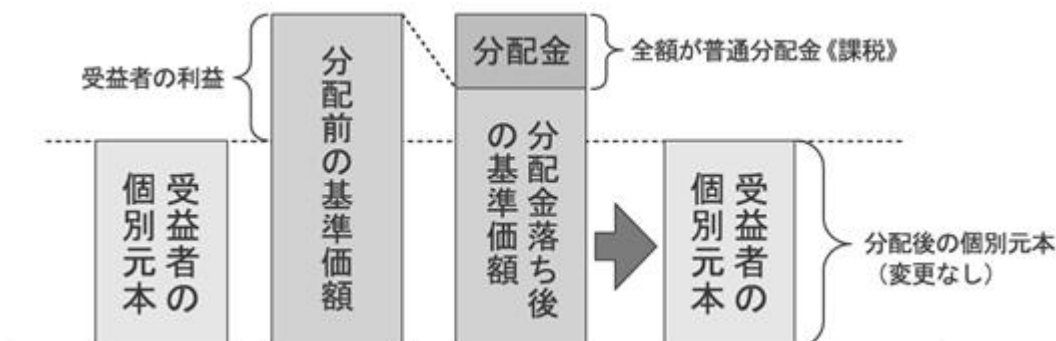 受益者の利益
受益者の
個別元本
分配前の基準価額
分配金
全額が普通分配金《課税》
分配金落ち後
の基準価額
受益者の
個別元本
分配後の個別元本
(変更なし)